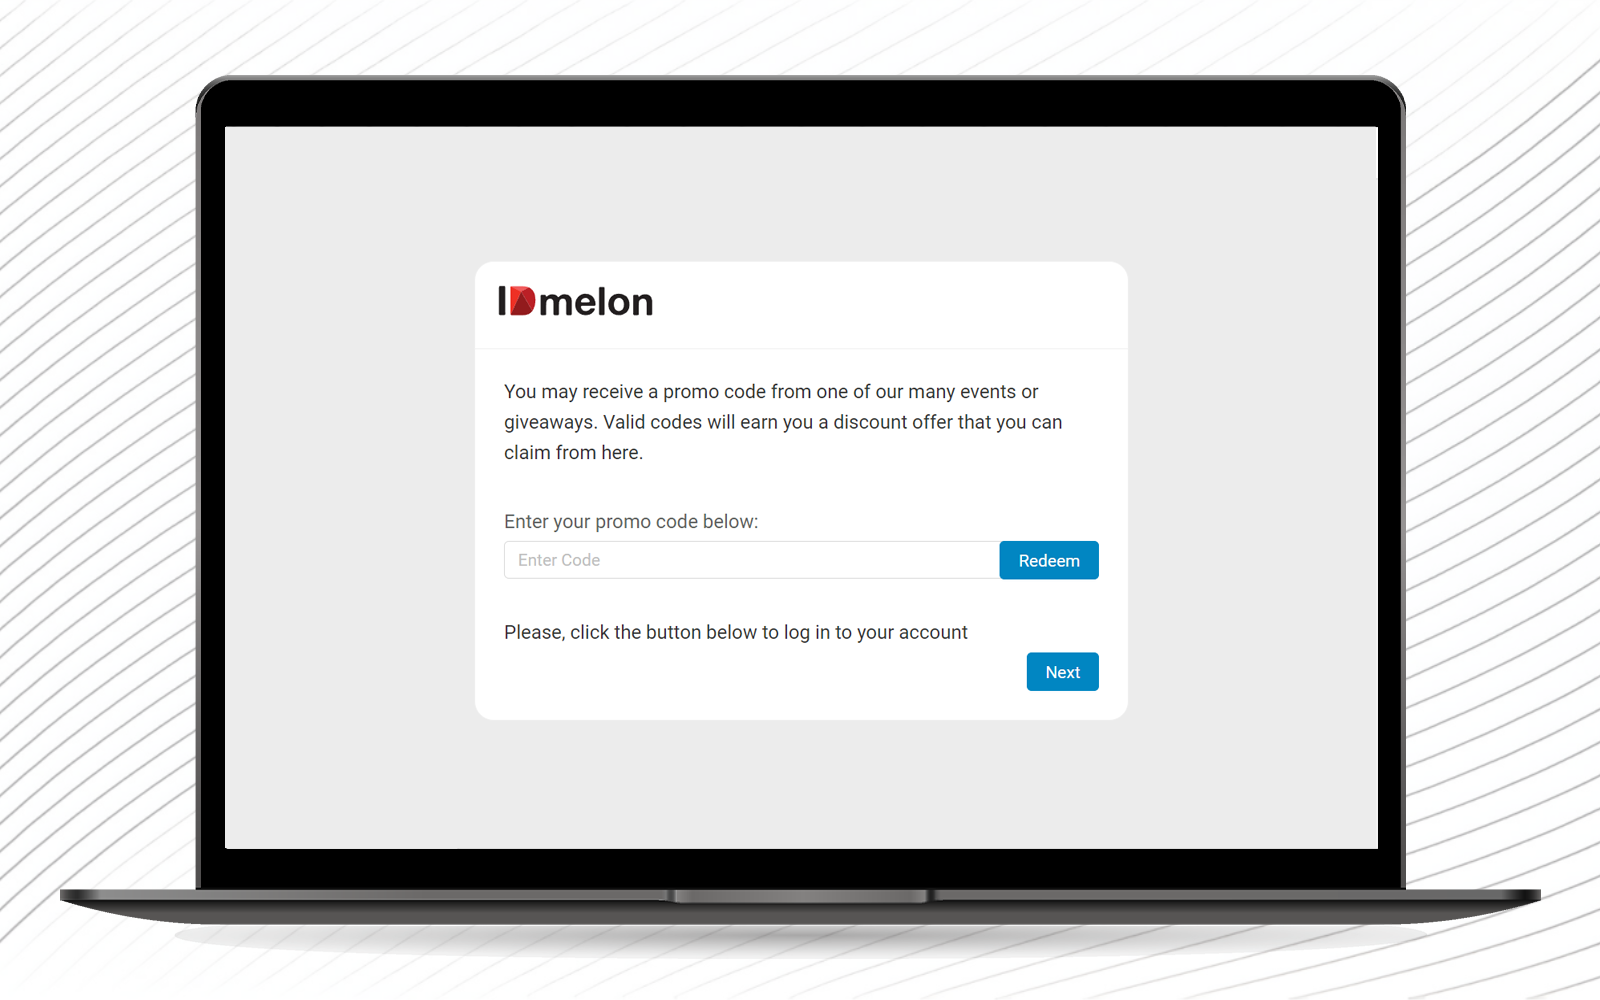 IDmelon
You may receive a promo code from one of our many events or
giveaways. Valid codes will earn you a discount offer that you can
claim from here.
Enter your promo code below:
Enter Code
Redeem
Please, click the button below to log in to your account
Next